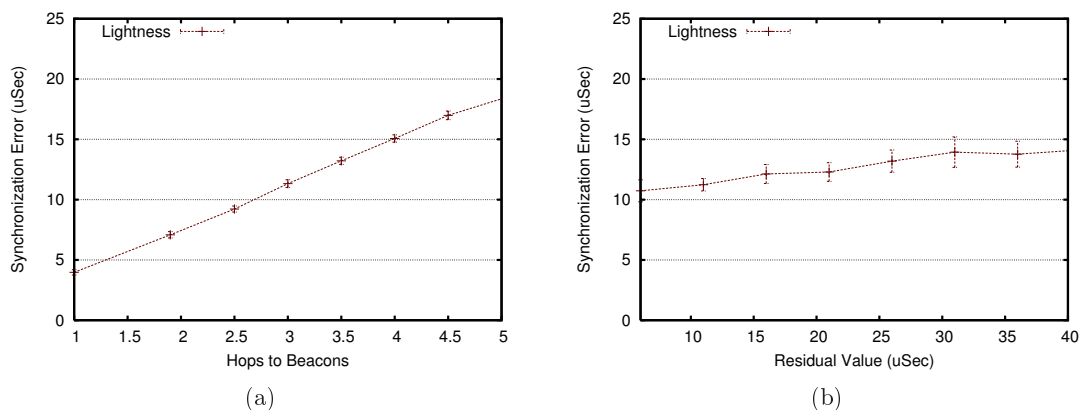 25
20
15
10
5
0
Synchronization Error (uSec)
Lightness
1 1.5 2 2.5 3 3.5 4 4.5 5
Hops to Beacons
(a)
25
20
15
10
5
0
Synchronization Error (uSec)
Lightness
10 15 20 25 30 35 40
Residual Value (uSec)
(b)